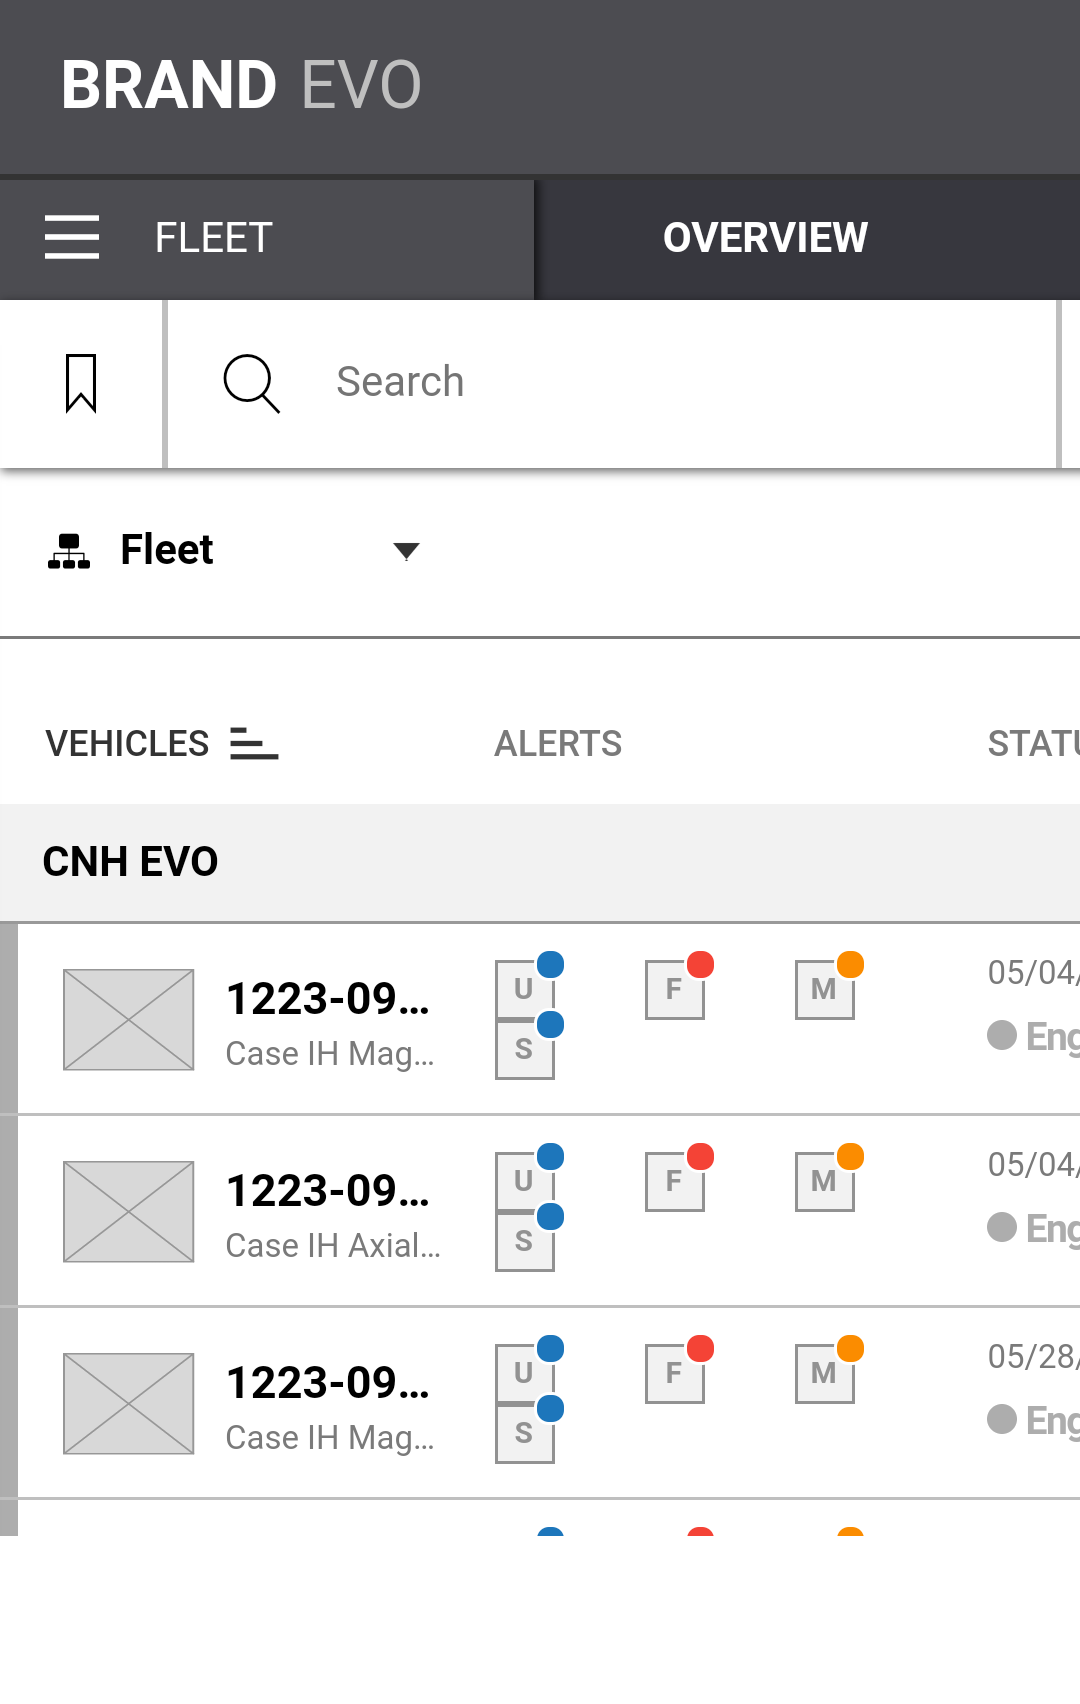 BRAND EVO
FLEET OVERVIEW
Search
Fleet
VEHICLES ALERTS STATU
CNH EVO
1223-09... U F M 05/04/
Case IH Mag... S Eng
1223-09... U F M 05/04/
Case IH Axial... S Eng
1223-09... U F M 05/28/
Case IH Mag... S Eng